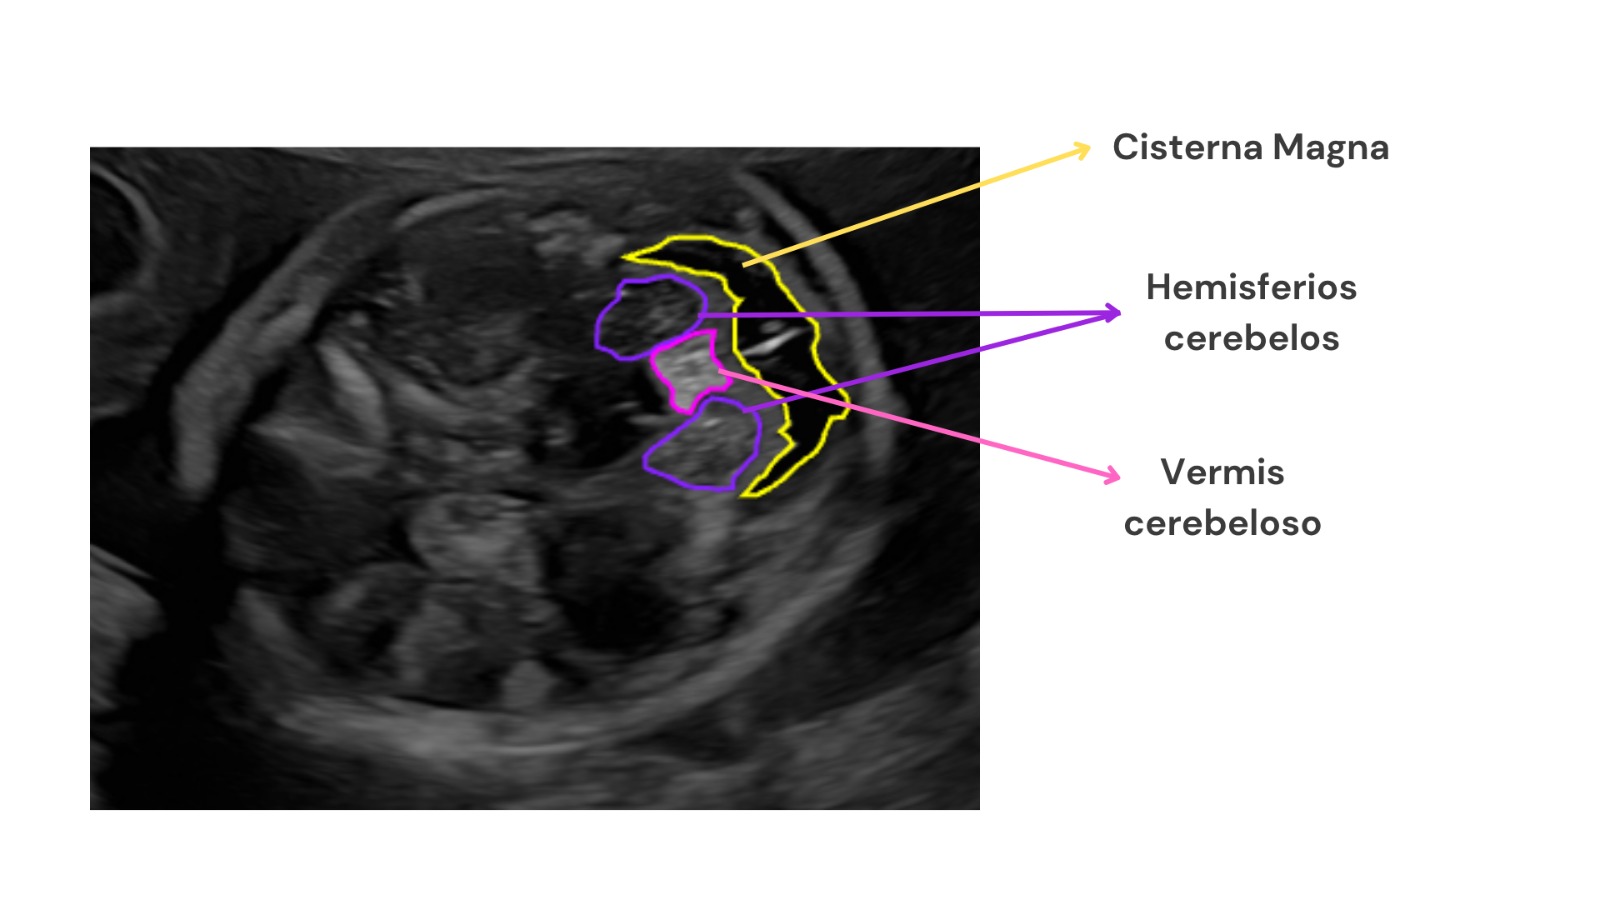 Cisterna Magna
Hemisferios
cerebelos
Vermis
cerebeloso